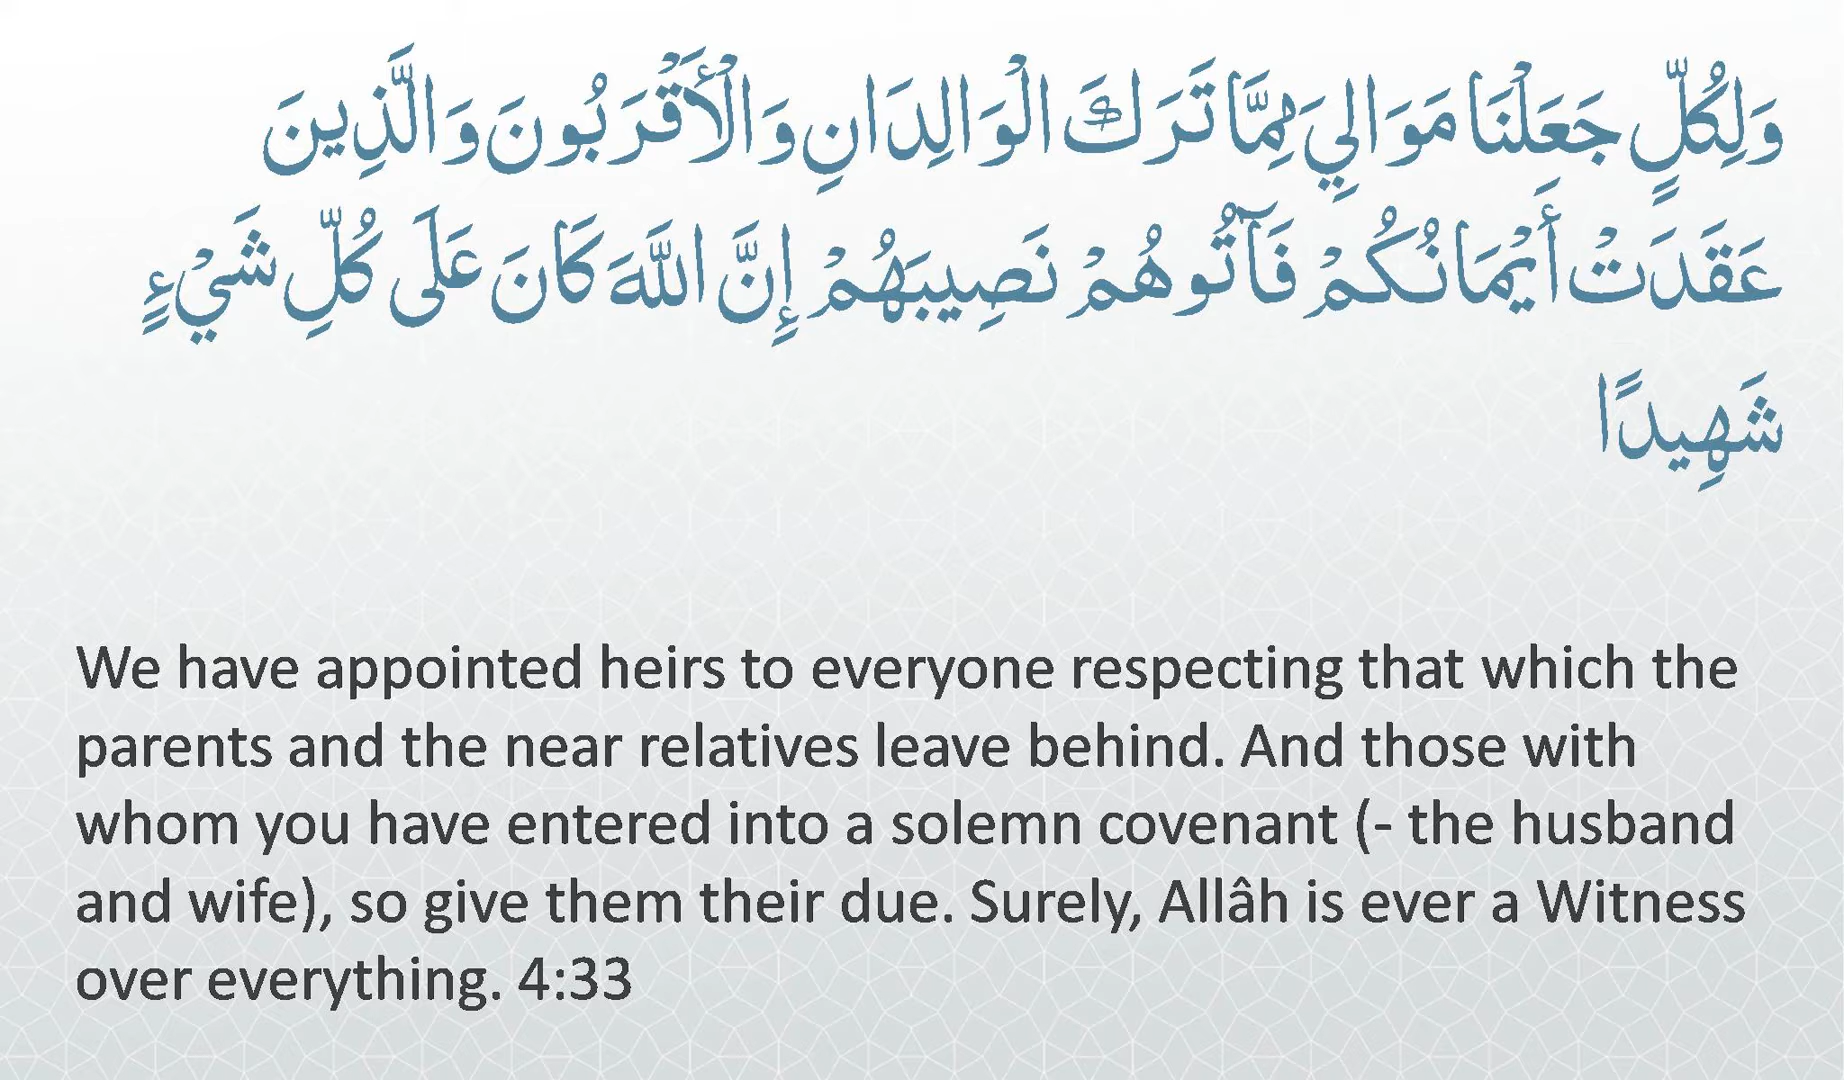 وَلِكُلٍّ جَعَلْنَا مَوَالِيَ مِمَّا تَرَكَ الْوَالِدَانِ وَالْأَقْرَبُونَ وَالَّذِينَ
عَقَدَتْ أَيْمَانُكُمْ فَآتُوهُمْ نَصِيبَهُمْ إِنَّ اللَّهَ كَانَ عَلَى كُلِّ شَيْءٍ
شَهِيدًا
We have appointed heirs to everyone respecting that which the
parents and the near relatives leave behind. And those with
whom you have entered into a solemn covenant (- the husband
and wife), so give them their due. Surely, Allâh is ever a Witness
over everything. 4:33